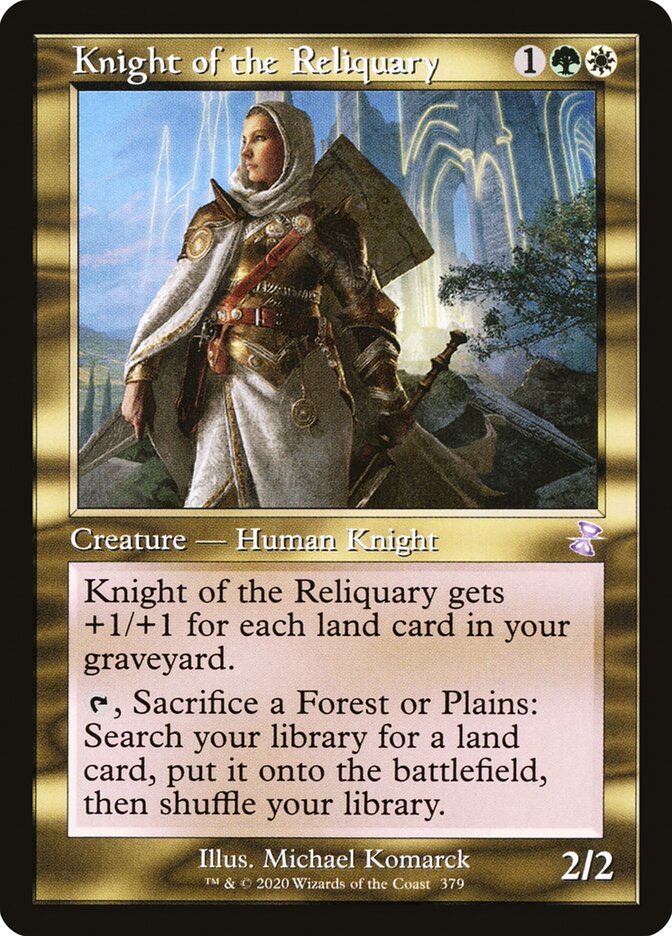 Knight of the Reliquary 1
Creature — Human Knight
Knight of the Reliquary gets
+1/+1 for each land card in your
graveyard.
, Sacrifice a Forest or Plains:
Search your library for a land
card, put it onto the battlefield,
then shuffle your library.
Illus. Michael Komarck
2/2
™ & © 2020 Wizards of the Coast 379